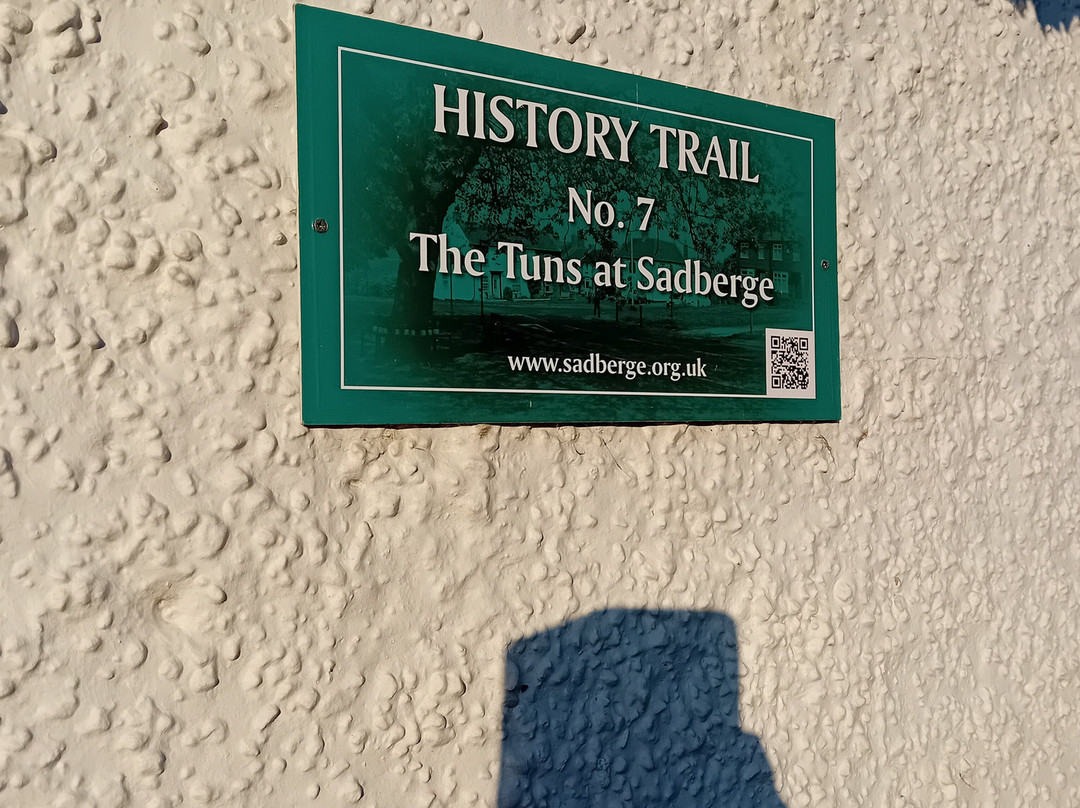 HISTORY TRAIL
No. 7
The Tuns at Sadberge
www.sadberge.org.uk